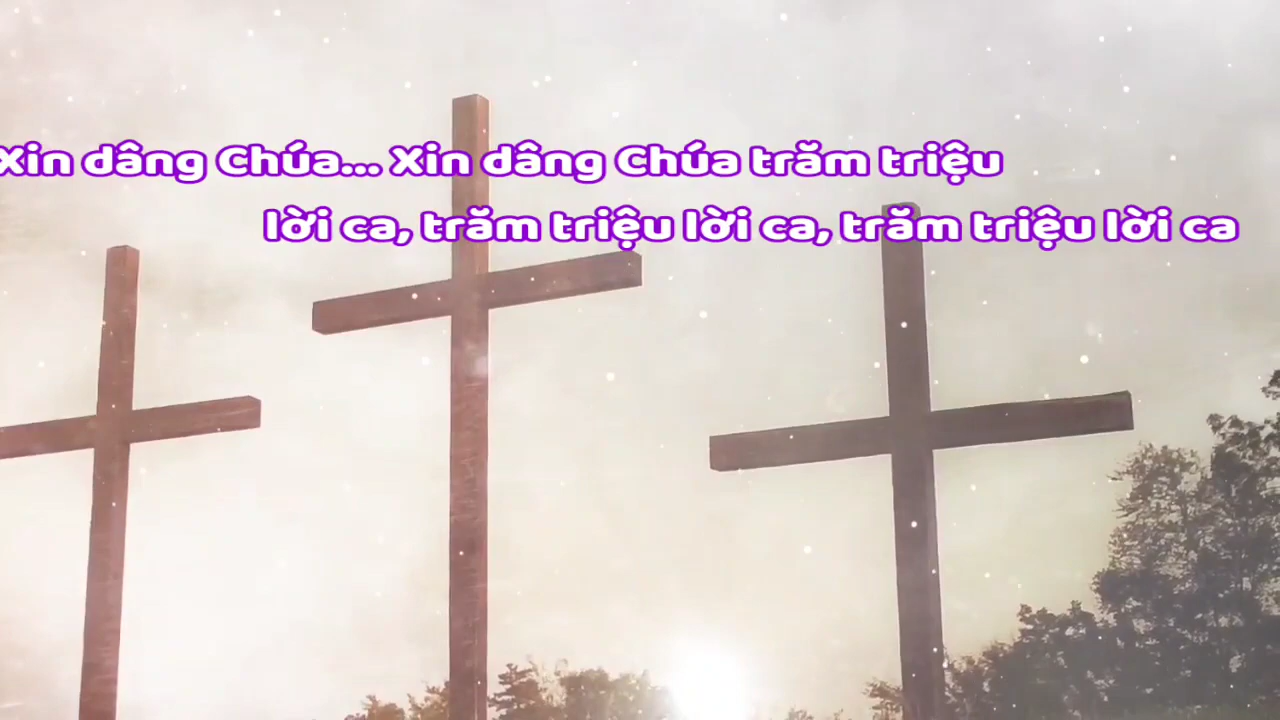 Xin dâng Chúa... Xin dâng Chúa trăm triệu
lời ca, trăm triệu lời ca, trăm triệu lời ca